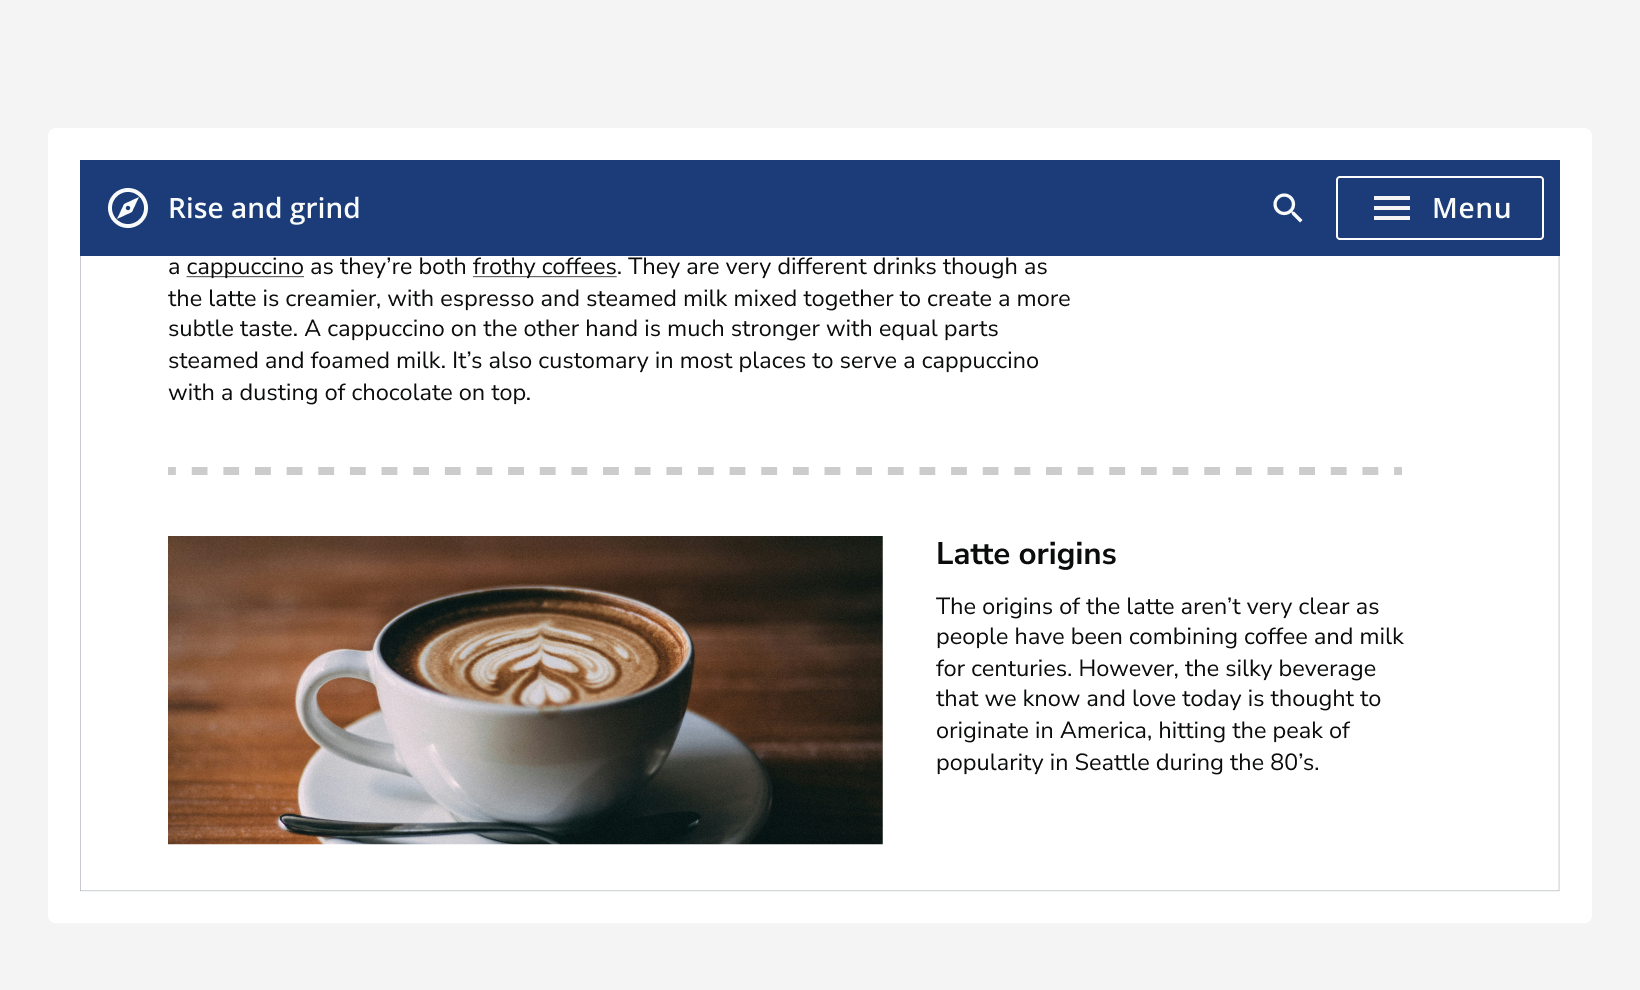 Rise and grind
Menu
a cappuccino as they’re both frothy coffees. They are very different drinks though as
the latte is creamier, with espresso and steamed milk mixed together to create a more
subtle taste. A cappuccino on the other hand is much stronger with equal parts
steamed and foamed milk. It’s also customary in most places to serve a cappuccino
with a dusting of chocolate on top.
Latte origins
The origins of the latte aren’t very clear as
people have been combining coffee and milk
for centuries. However, the silky beverage
that we know and love today is thought to
originate in America, hitting the peak of
popularity in Seattle during the 80’s.